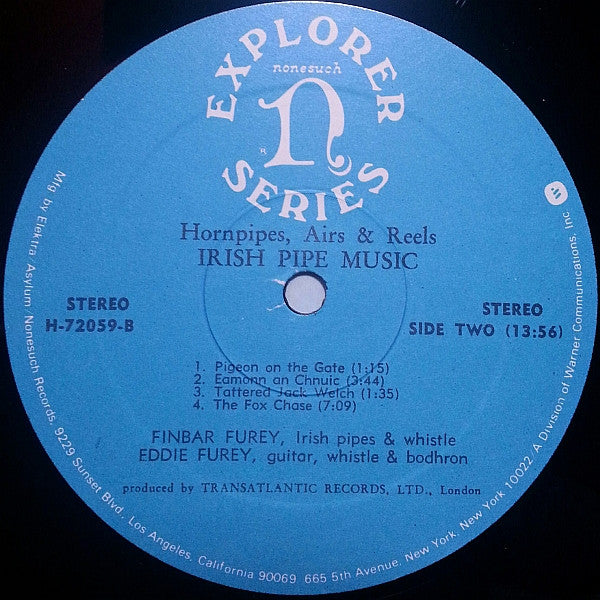 EXPLORER
nonesuch
n
R
SERIES
Hornpipes, Airs & Reels
IRISH PIPE MUSIC
STEREO
H-72059-B
STEREO
SIDE TWO (13:56)
1. Pigeon on the Gate (1:15)
2. Eamonn an Chnuic (3:44)
3. Tattered Jack Welch (1:35)
4. The Fox Chase (7:09)
FINBAR FUREY, Irish pipes & whistle
EDDIE FUREY, guitar, whistle & bodhron
produced by TRANSATLANTIC RECORDS, LTD., London
Mfg by Elektra/Asylum/Nonesuch Records, 9229 Sunset Blvd., Los Angeles, California 90069. 665 5th Avenue, New York, New York 10022 A Division of Warner Communications, Inc